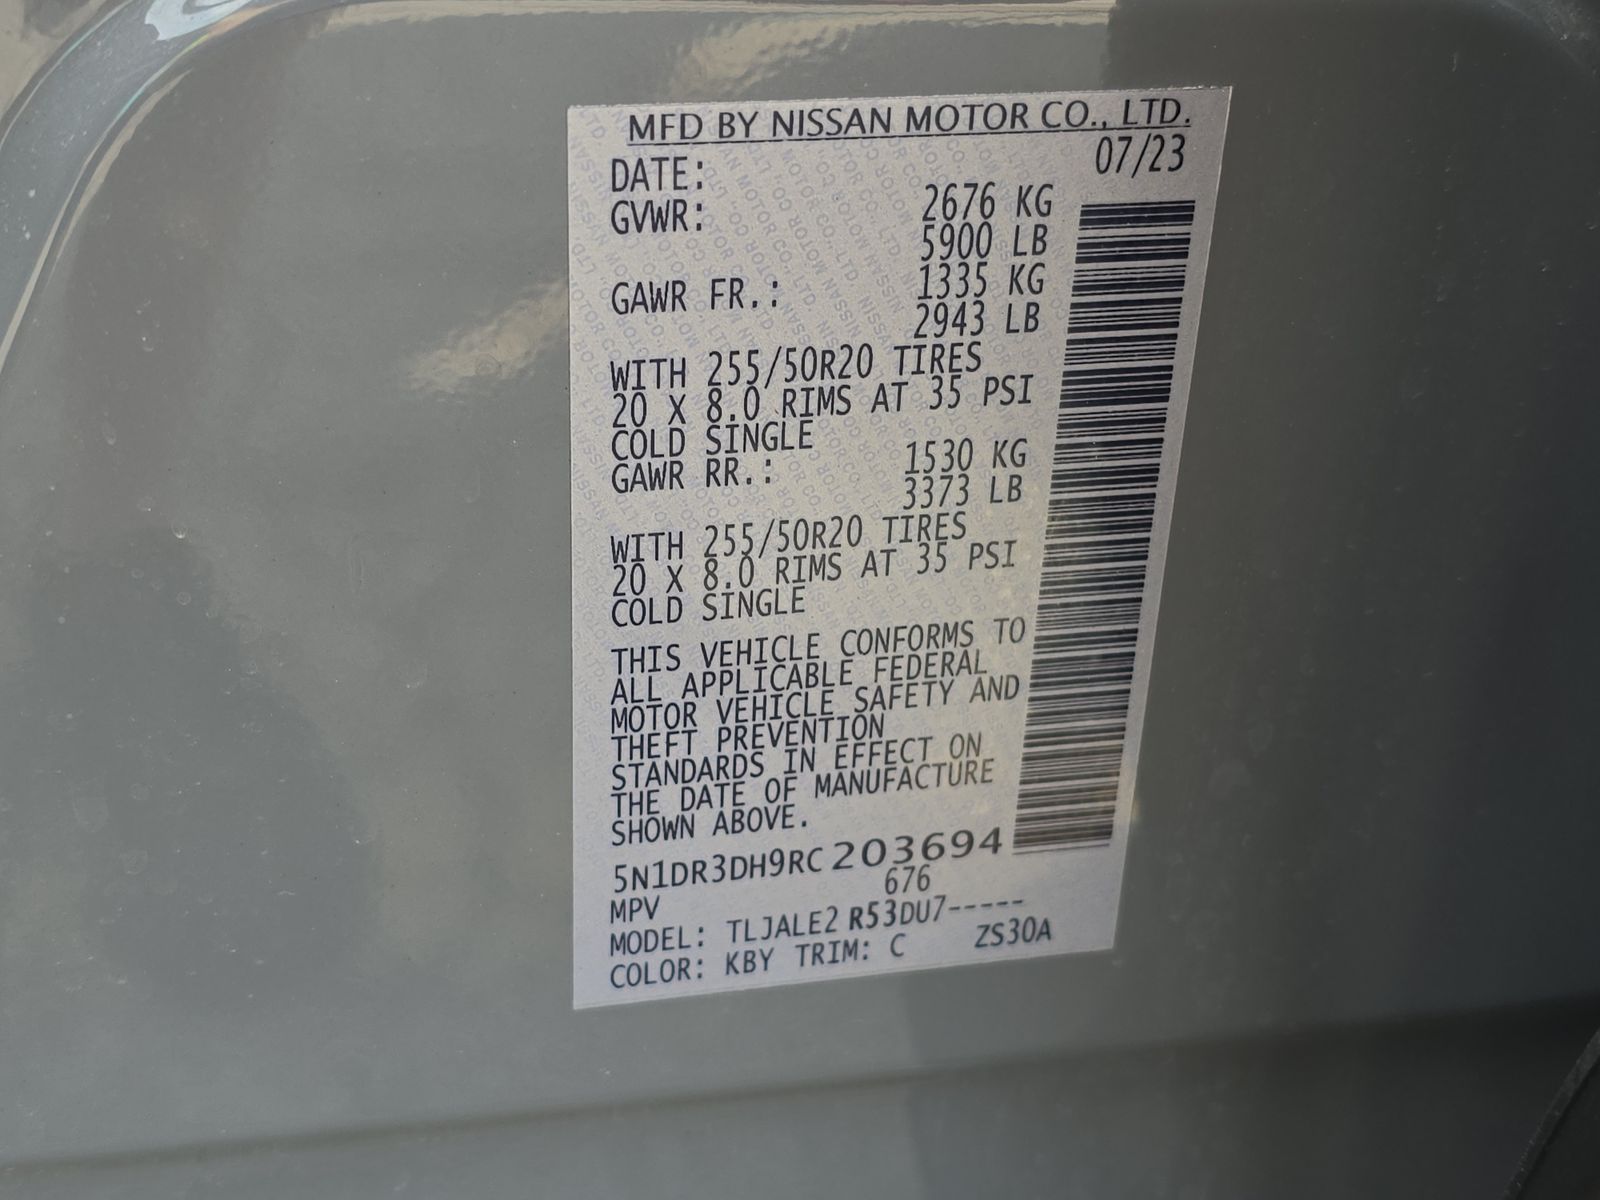 MFD BY NISSAN MOTOR CO., LTD.
DATE: 07/23
GVWR: 2676 KG
5900 LB
GAWR FR.: 1335 KG
2943 LB
WITH 255/50R20 TIRES
20 X 8.0 RIMS AT 35 PSI
COLD SINGLE
GAWR RR.: 1530 KG
3373 LB
WITH 255/50R20 TIRES
20 X 8.0 RIMS AT 35 PSI
COLD SINGLE
THIS VEHICLE CONFORMS TO
ALL APPLICABLE FEDERAL
MOTOR VEHICLE SAFETY AND
THEFT PREVENTION
STANDARDS IN EFFECT ON
THE DATE OF MANUFACTURE
SHOWN ABOVE.
5N1DR3DH9RC203694
676
MPV
MODEL: TLJALE2 R53DU7-----
COLOR: KBY TRIM: C ZS30A